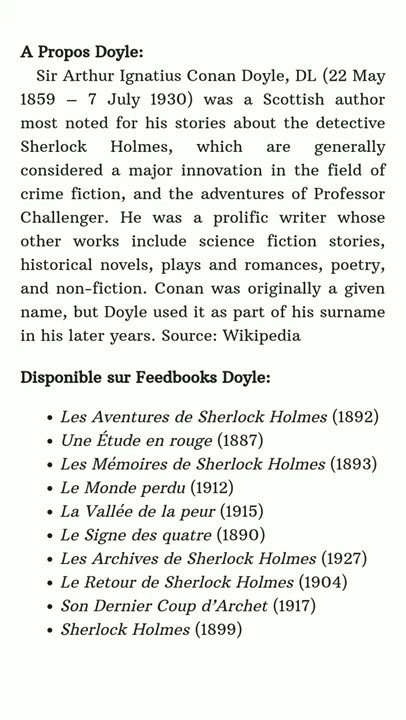 A Propos Doyle:
Sir Arthur Ignatius Conan Doyle, DL (22 May
1859 – 7 July 1930) was a Scottish author
most noted for his stories about the detective
Sherlock Holmes, which are generally
considered a major innovation in the field of
crime fiction, and the adventures of Professor
Challenger. He was a prolific writer whose
other works include science fiction stories,
historical novels, plays and romances, poetry,
and non-fiction. Conan was originally a given
name, but Doyle used it as part of his surname
in his later years. Source: Wikipedia
Disponible sur Feedbooks Doyle:
• Les Aventures de Sherlock Holmes (1892)
• Une Étude en rouge (1887)
• Les Mémoires de Sherlock Holmes (1893)
• Le Monde perdu (1912)
• La Vallée de la peur (1915)
• Le Signe des quatre (1890)
• Les Archives de Sherlock Holmes (1927)
• Le Retour de Sherlock Holmes (1904)
• Son Dernier Coup d’Archet (1917)
• Sherlock Holmes (1899)